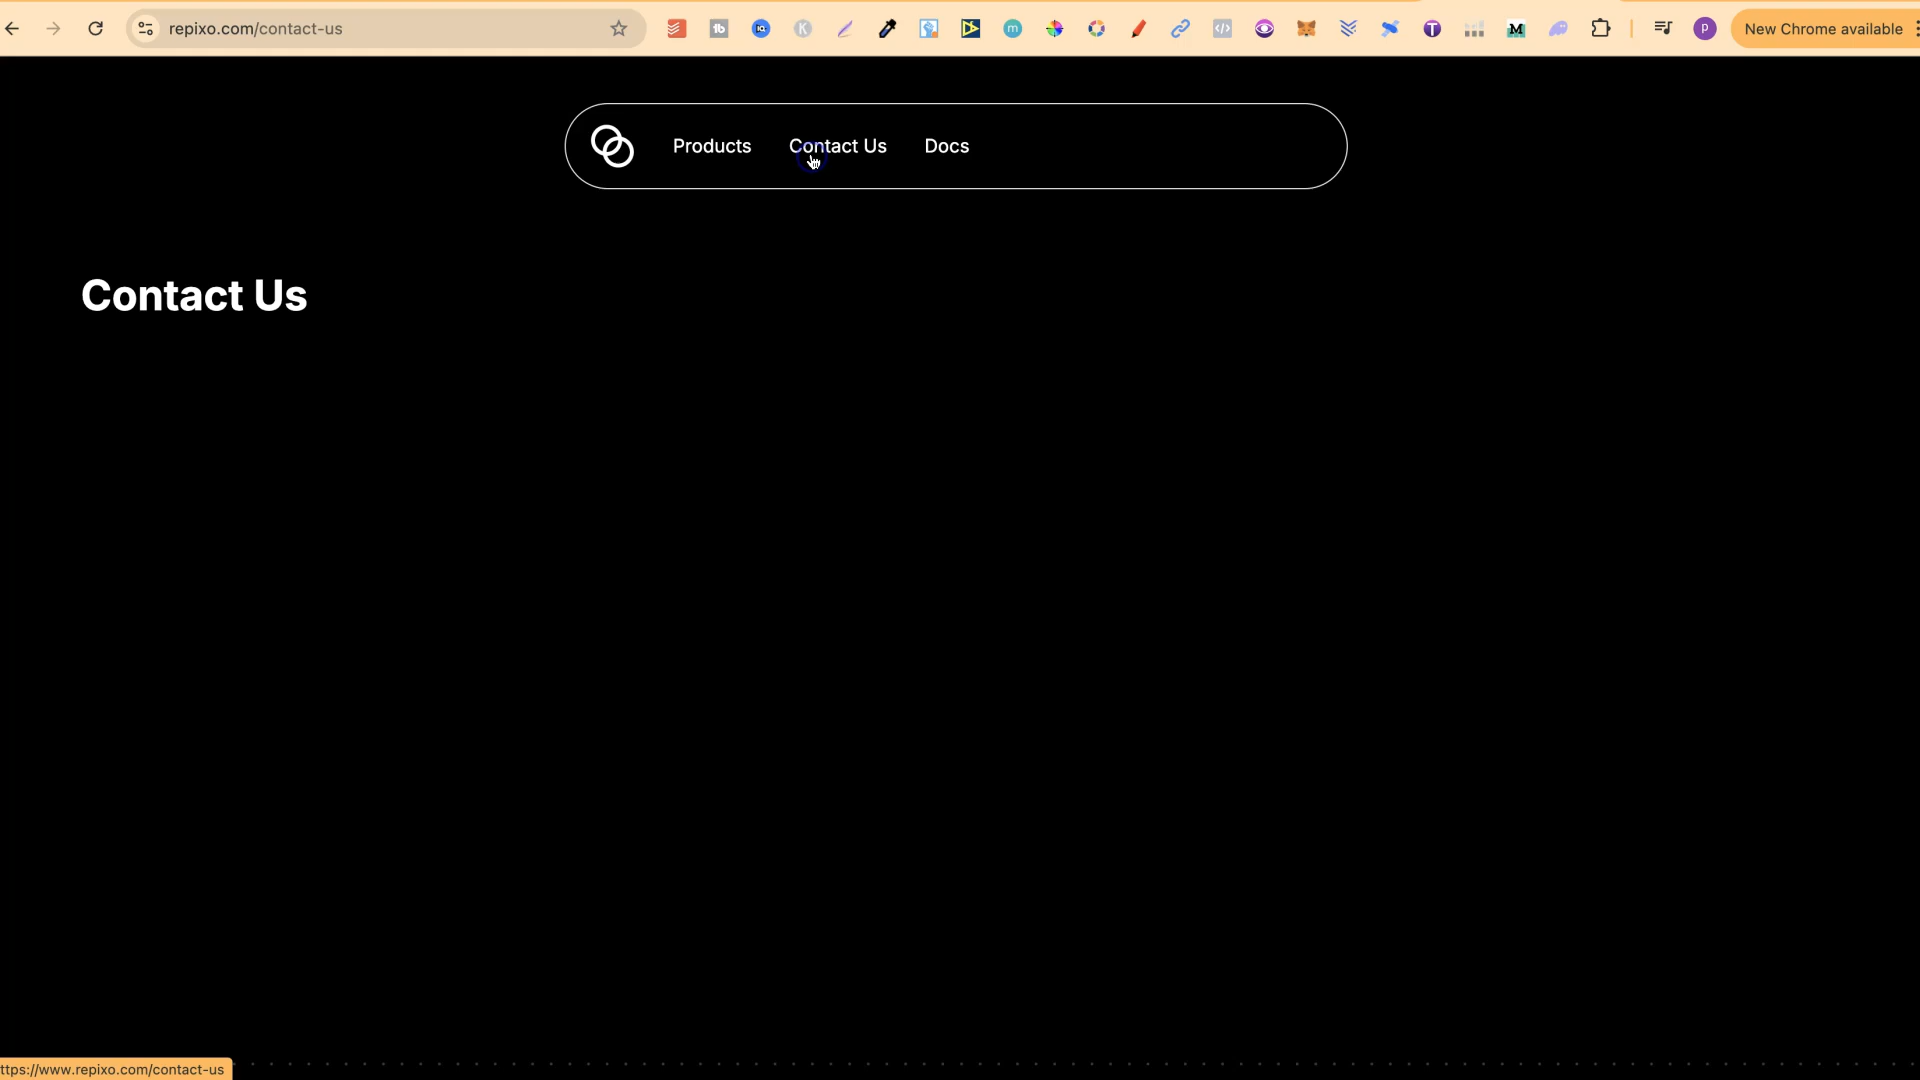 repixo.com/contact-us
New Chrome available
Products
Contact Us
Docs
Contact Us
ttps://www.repixo.com/contact-us